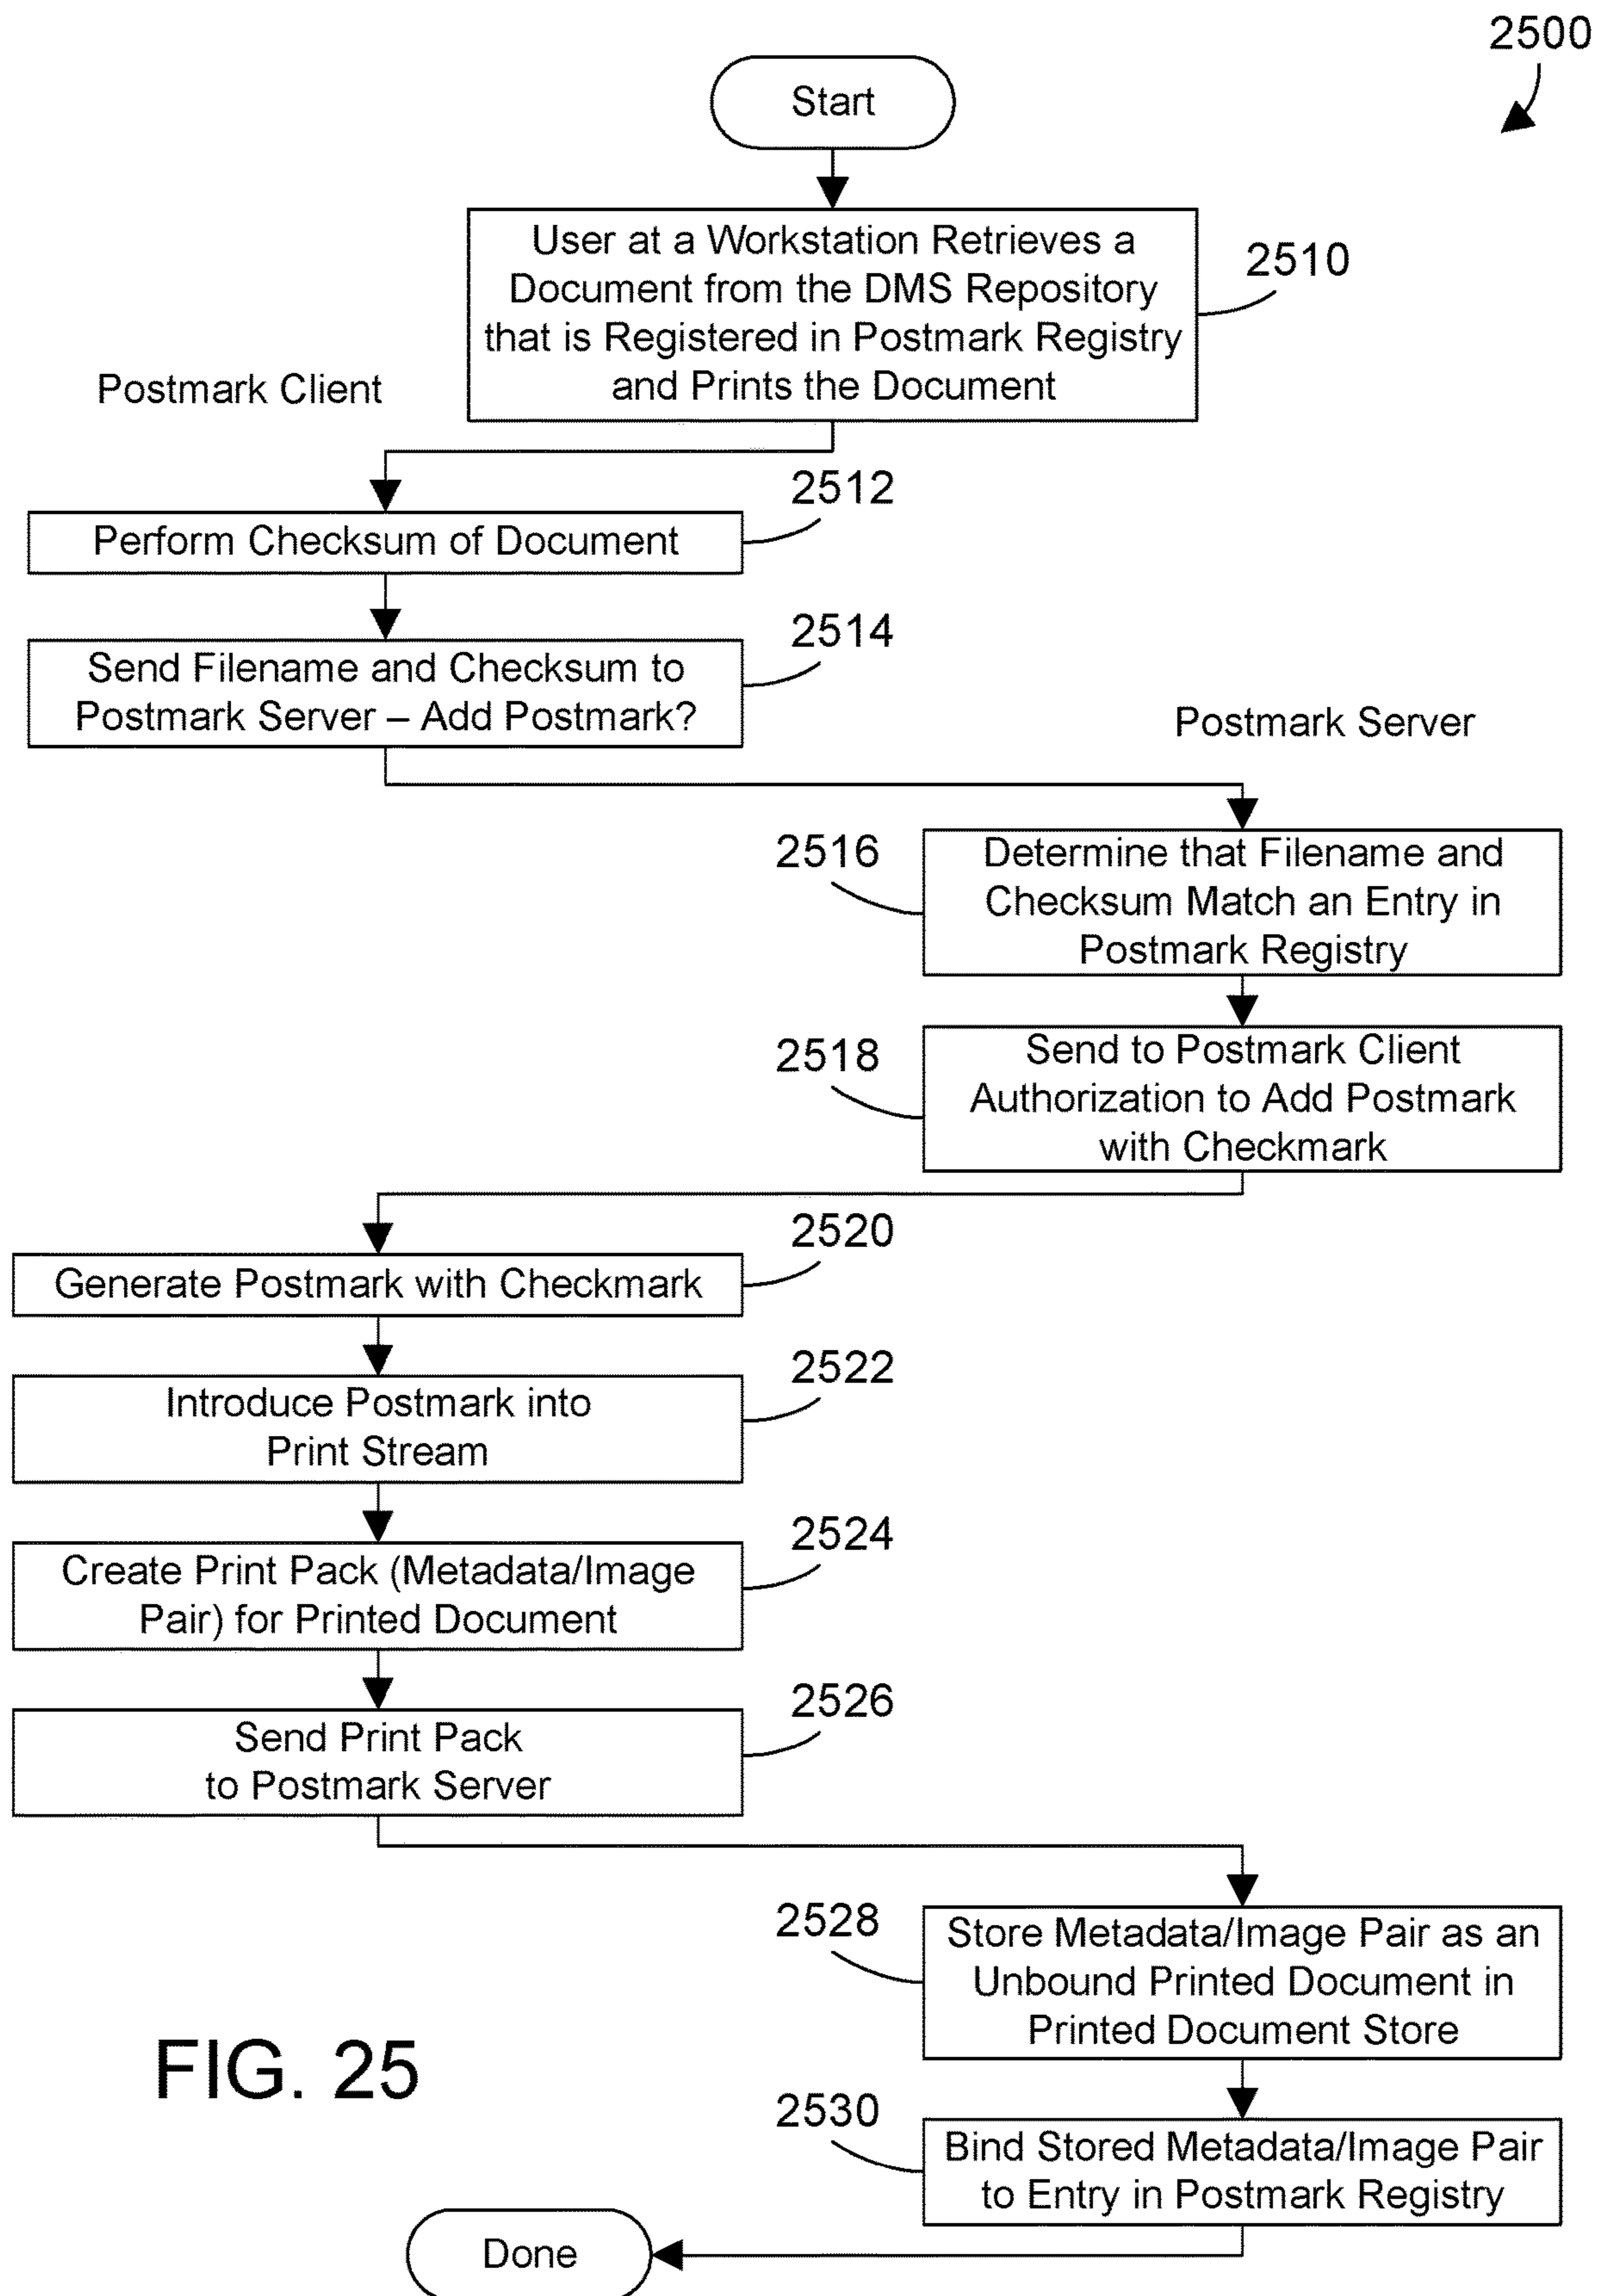 2500
Start
User at a Workstation Retrieves a
Document from the DMS Repository
that is Registered in Postmark Registry
and Prints the Document
2510
Postmark Client
2512
Perform Checksum of Document
2514
Send Filename and Checksum to
Postmark Server – Add Postmark?
Postmark Server
2516
Determine that Filename and
Checksum Match an Entry in
Postmark Registry
2518
Send to Postmark Client
Authorization to Add Postmark
with Checkmark
2520
Generate Postmark with Checkmark
2522
Introduce Postmark into
Print Stream
2524
Create Print Pack (Metadata/Image
Pair) for Printed Document
2526
Send Print Pack
to Postmark Server
2528
Store Metadata/Image Pair as an
Unbound Printed Document in
Printed Document Store
FIG. 25
2530
Bind Stored Metadata/Image Pair
to Entry in Postmark Registry
Done